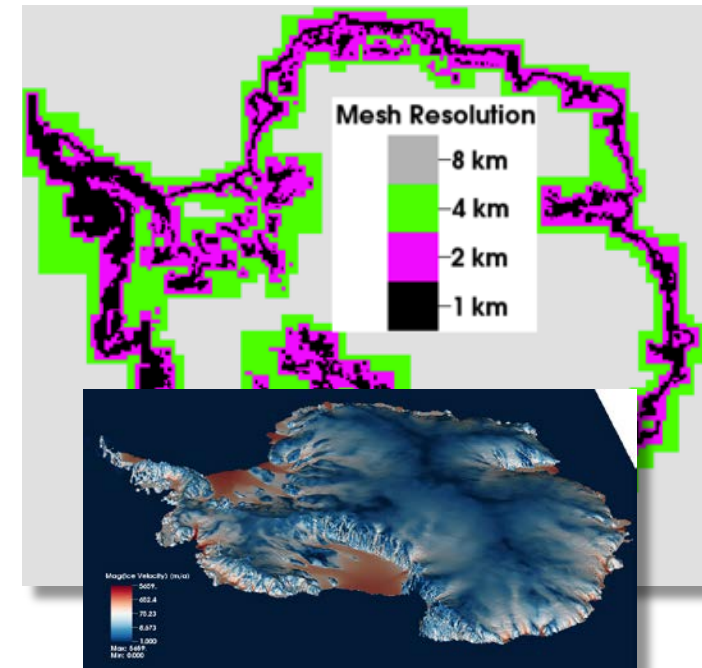 Mesh Resolution
8 km
4 km
2 km
1 km
Mag(Ice Velocity) (m/a)
5659.
652.4
75.23
8.673
1.000
Max: 5659.
Min: 0.000